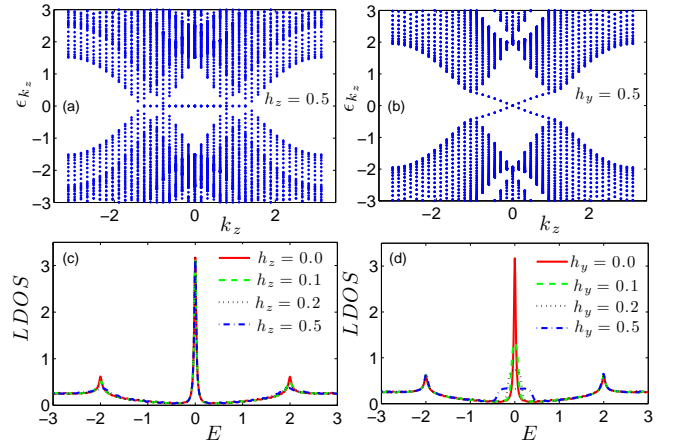 3
2
1
0
−1
−2
−3
ϵ_{k_z}
(a)
h_z = 0.5
−2 0 2
k_z
3
2
1
0
−1
−2
−3
ϵ_{k_z}
(b)
h_y = 0.5
−2 0 2
k_z
3
2
1
0
LDOS
(c)
h_z = 0.0
h_z = 0.1
h_z = 0.2
h_z = 0.5
−3 −2 −1 0 1 2 3
E
3
2
1
0
LDOS
(d)
h_y = 0.0
h_y = 0.1
h_y = 0.2
h_y = 0.5
−3 −2 −1 0 1 2 3
E